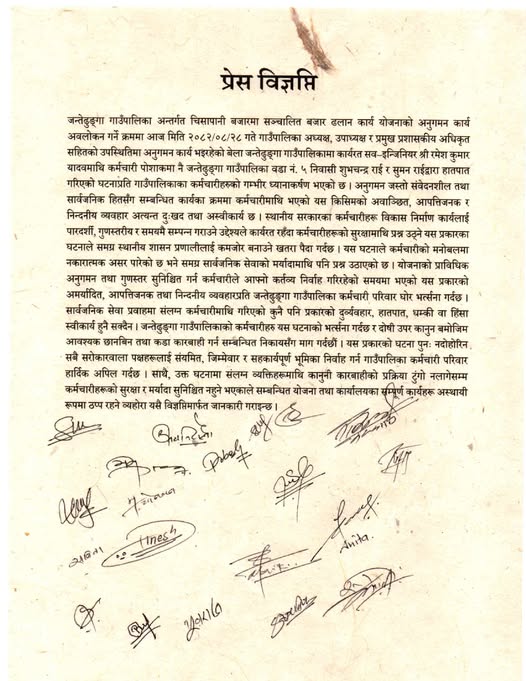 प्रेस विज्ञप्ति
जन्तेढुङ्गा गाउँपालिका अन्तर्गत चिसापानी बजारमा सञ्चालित बजार ढलान कार्य योजनाको अनुगमन कार्य
अवलोकन गर्ने क्रममा आज मिति २०८२/०८/२८ गते गाउँपालिका अध्यक्ष, उपाध्यक्ष र प्रमुख प्रशासकीय अधिकृत
सहितको उपस्थितिमा अनुगमन कार्य भइरहेको बेला जन्तेढुङ्गा गाउँपालिकामा कार्यरत सव-इन्जिनियर श्री रमेश कुमार
यादवमाथि कर्मचारी पोशाकमा नै जन्तेढुङ्गा गाउँपालिका वडा नं. ५ निवासी शुभचन्द्र राई र सुमन राईद्वारा हातपात
गरिएको घटनाप्रति गाउँपालिकाका कर्मचारीहरुको गम्भीर ध्यानाकर्षण भएको छ । अनुगमन जस्तो संवेदनशील तथा
सार्वजनिक हितसँग सम्बन्धित कार्यका क्रममा कर्मचारीमाथि भएको यस किसिमको अवाञ्छित, आपत्तिजनक र
निन्दनीय व्यवहार अत्यन्त दुःखद तथा अस्वीकार्य छ । स्थानीय सरकारका कर्मचारीहरू विकास निर्माण कार्यलाई
पारदर्शी, गुणस्तरीय र समयमै सम्पन्न गराउने उद्देश्यले कार्यरत रहँदा कर्मचारीहरुको सुरक्षामाथि प्रश्न उठ्ने यस प्रकारका
घटनाले समग्र स्थानीय शासन प्रणालीलाई कमजोर बनाउने खतरा पैदा गर्दछ । यस घटनाले कर्मचारीको मनोबलमा
नकारात्मक असर पारेको छ भने समग्र सार्वजनिक सेवाको मर्यादामाथि पनि प्रश्न उठाएको छ । योजनाको प्राविधिक
अनुगमन तथा गुणस्तर सुनिश्चित गर्न कर्मचारीले आफ्नो कर्तव्य निर्वाह गरिरहेको समयमा भएको यस प्रकारको
अमर्यादित, आपत्तिजनक तथा निन्दनीय व्यवहारप्रति जन्तेढुङ्गा गाउँपालिका कर्मचारी परिवार घोर भर्त्सना गर्दछ ।
सार्वजनिक सेवा प्रवाहमा संलग्न कर्मचारीमाथि गरिएको कुनै पनि प्रकारको दुर्व्यवहार, हातपात, धम्की वा हिंसा
स्वीकार्य हुनै सक्दैन । जन्तेढुङ्गा गाउँपालिकाको कर्मचारीहरु यस घटनाको भर्त्सना गर्दछ र दोषी उपर कानुन बमोजिम
आवश्यक छानबिन तथा कडा कारबाही गर्न सम्बन्धित निकायसँग माग गर्दछौं । यस प्रकारको घटना पुनः नदोहोरिन,
सबै सरोकारवाला पक्षहरूलाई संयमित, जिम्मेवार र सहकार्यपूर्ण भूमिका निर्वाह गर्न गाउँपालिका कर्मचारी परिवार
हार्दिक अपिल गर्दछ । साथै, उक्त घटनामा संलग्न व्यक्तिहरूमाथि कानुनी कारबाहीको प्रक्रिया टुंगो नलागेसम्म
कर्मचारीहरूको सुरक्षा र मर्यादा सुनिश्चित नहुने भएकाले सम्बन्धित योजना तथा कार्यालयका सम्पूर्ण कार्यहरू अस्थायी
रूपमा ठप्प रहने व्यहोरा यसै विज्ञप्तिमार्फत जानकारी गराइन्छ ।
Dinesh
Anita